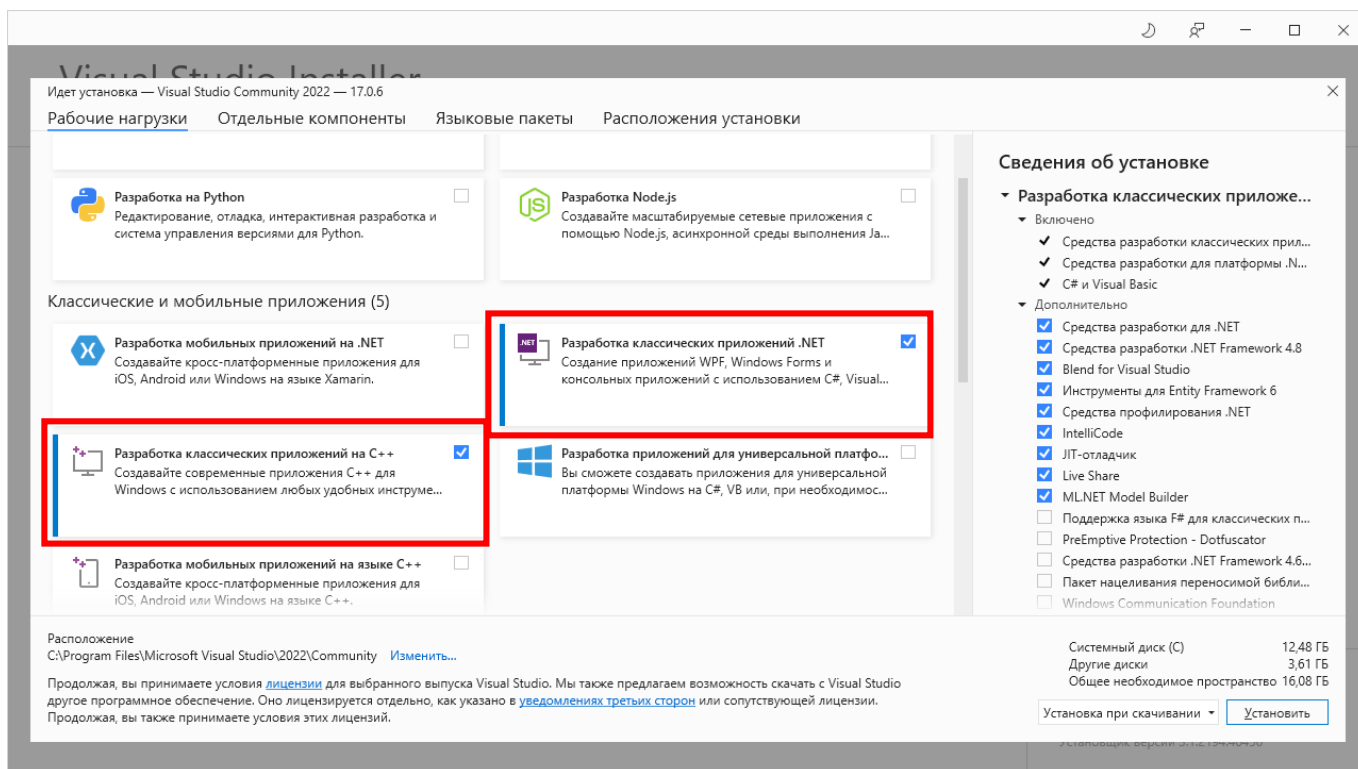 Visual Studio Installer
Идет установка — Visual Studio Community 2022 — 17.0.6
Рабочие нагрузки Отдельные компоненты Языковые пакеты Расположения установки
Разработка на Python
Редактирование, отладка, интерактивная разработка и
система управления версиями для Python.
Разработка Node.js
Создавайте масштабируемые сетевые приложения с
помощью Node.js, асинхронной среды выполнения Ja...
Классические и мобильные приложения (5)
Разработка мобильных приложений на .NET
Создавайте кросс-платформенные приложения для
iOS, Android или Windows на языке Xamarin.
.NET
Разработка классических приложений .NET
Создание приложений WPF, Windows Forms и
консольных приложений с использованием C#, Visual...
Разработка классических приложений на C++
Создавайте современные приложения C++ для
Windows с использованием любых удобных инструме...
Разработка приложений для универсальной платфо...
Вы сможете создавать приложения для универсальной
платформы Windows на C#, VB или, при необходимос...
Разработка мобильных приложений на языке C++
Создавайте кросс-платформенные приложения для
iOS, Android или Windows на языке C++.
Сведения об установке
Разработка классических приложе...
Включено
Средства разработки классических прил...
Средства разработки для платформы .N...
C# и Visual Basic
Дополнительно
Средства разработки для .NET
Средства разработки .NET Framework 4.8
Blend for Visual Studio
Инструменты для Entity Framework 6
Средства профилирования .NET
IntelliCode
JIT-отладчик
Live Share
ML.NET Model Builder
Поддержка языка F# для классических п...
PreEmptive Protection - Dotfuscator
Средства разработки .NET Framework 4.6...
Пакет нацеливания переносимой библи...
Windows Communication Foundation
Расположение
C:\Program Files\Microsoft Visual Studio\2022\Community Изменить...
Продолжая, вы принимаете условия лицензии для выбранного выпуска Visual Studio. Мы также предлагаем возможность скачать с Visual Studio
другое программное обеспечение. Оно лицензируется отдельно, как указано в уведомлениях третьих сторон или сопутствующей лицензии.
Продолжая, вы также принимаете условия этих лицензий.
Системный диск (C) 12,48 ГБ
Другие диски 3,61 ГБ
Общее необходимое пространство 16,08 ГБ
Установка при скачивании Установить